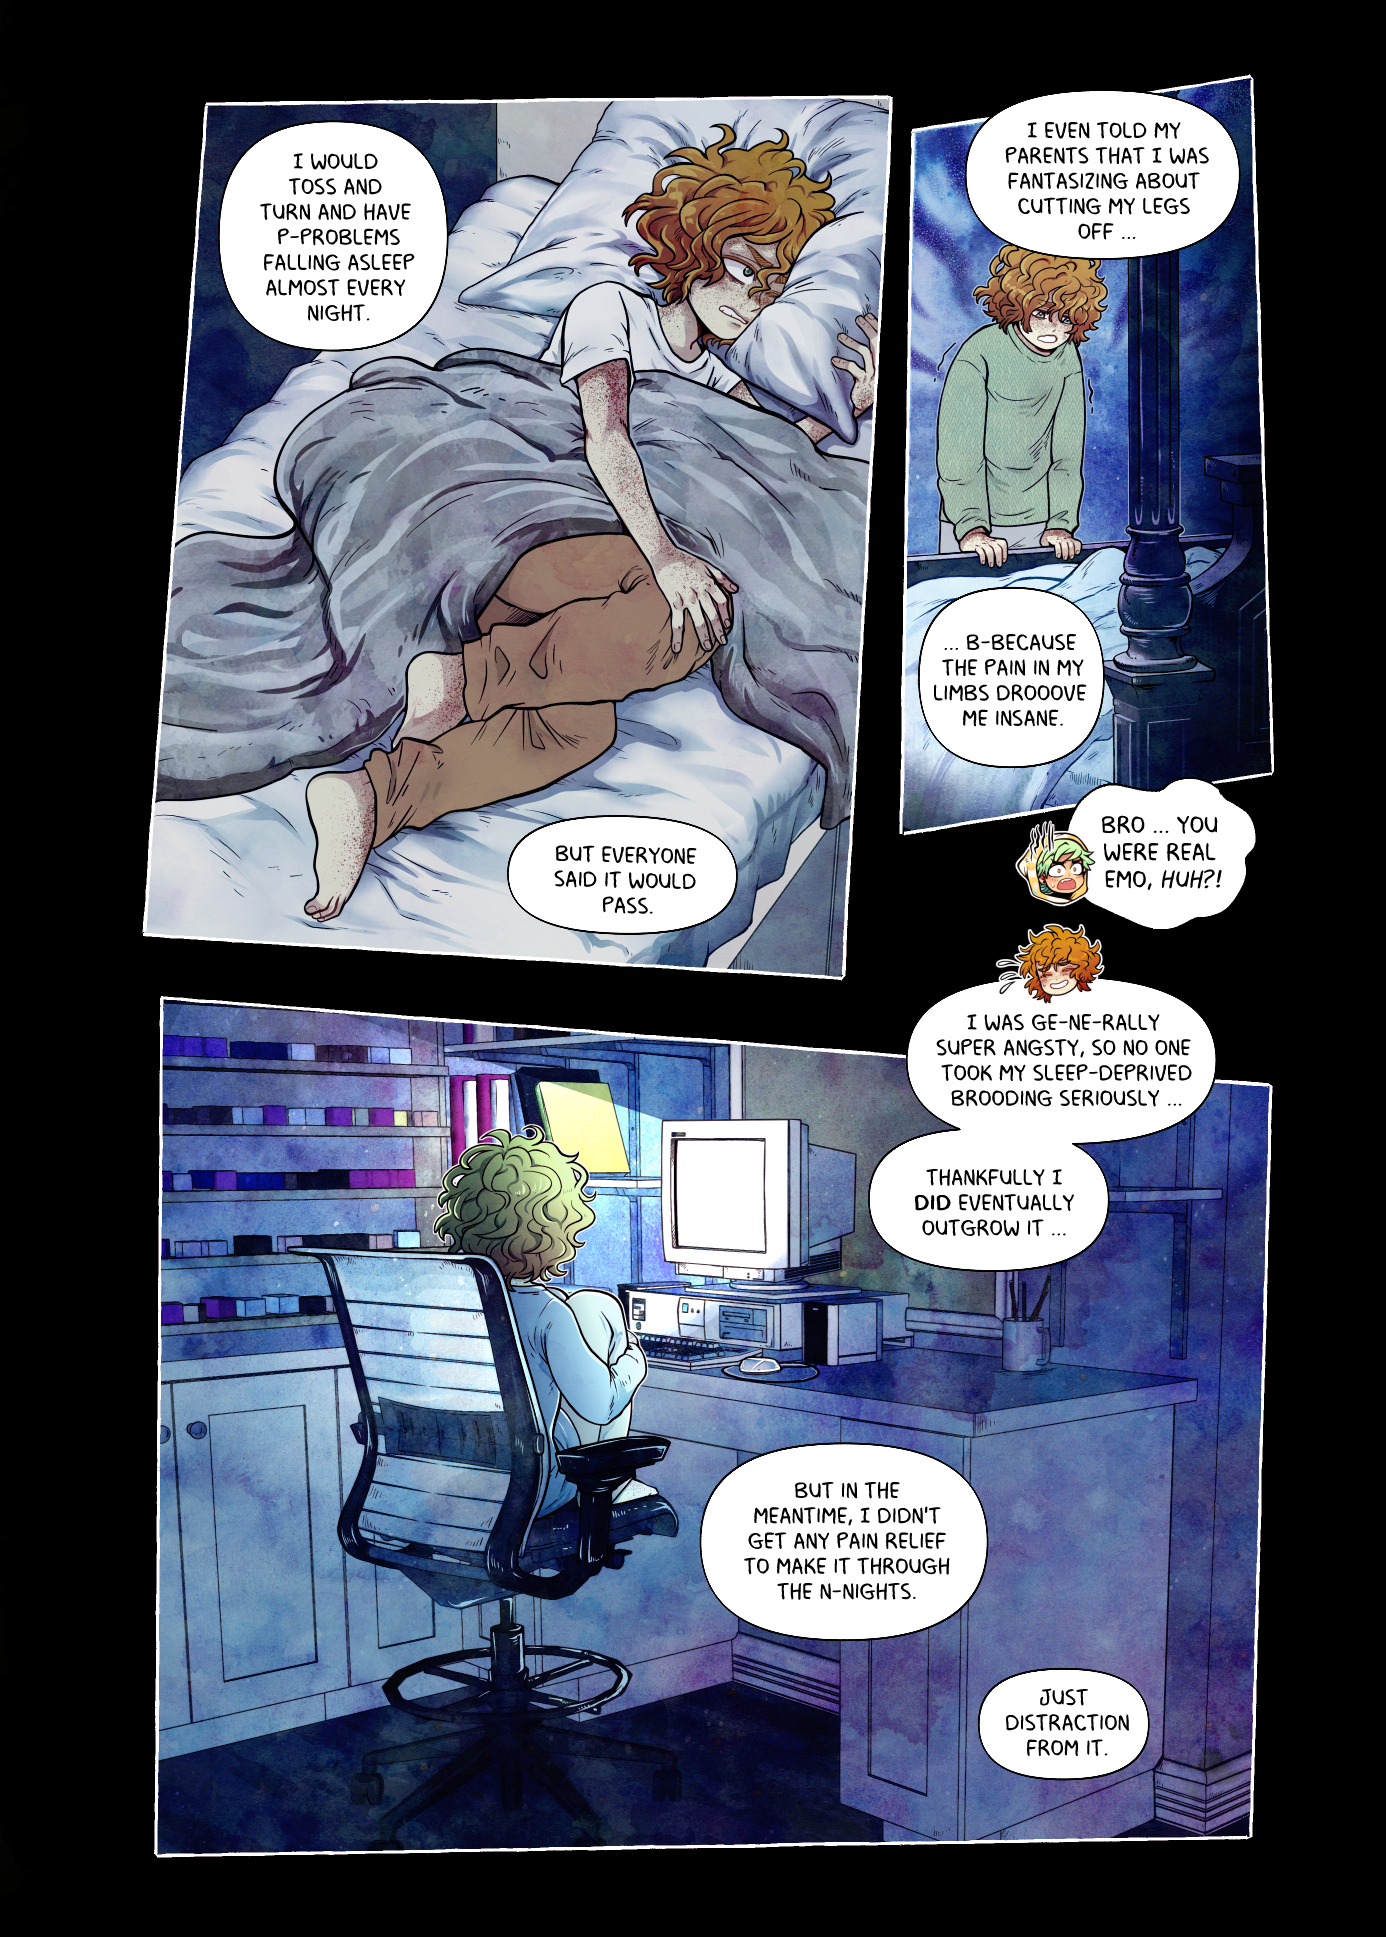 I WOULD
TOSS AND
TURN AND HAVE
P-PROBLEMS
FALLING ASLEEP
ALMOST EVERY
NIGHT.
BUT EVERYONE
SAID IT WOULD
PASS.
I EVEN TOLD MY
PARENTS THAT I WAS
FANTASIZING ABOUT
CUTTING MY LEGS
OFF ...
... B-BECAUSE
THE PAIN IN MY
LIMBS DROOOVE
ME INSANE.
BRO ... YOU
WERE REAL
EMO, HUH?!
I WAS GE-NE-RALLY
SUPER ANGSTY, SO NO ONE
TOOK MY SLEEP-DEPRIVED
BROODING SERIOUSLY ...
THANKFULLY I
DID EVENTUALLY
OUTGROW IT ...
BUT IN THE
MEANTIME, I DIDN'T
GET ANY PAIN RELIEF
TO MAKE IT THROUGH
THE N-NIGHTS.
JUST
DISTRACTION
FROM IT.